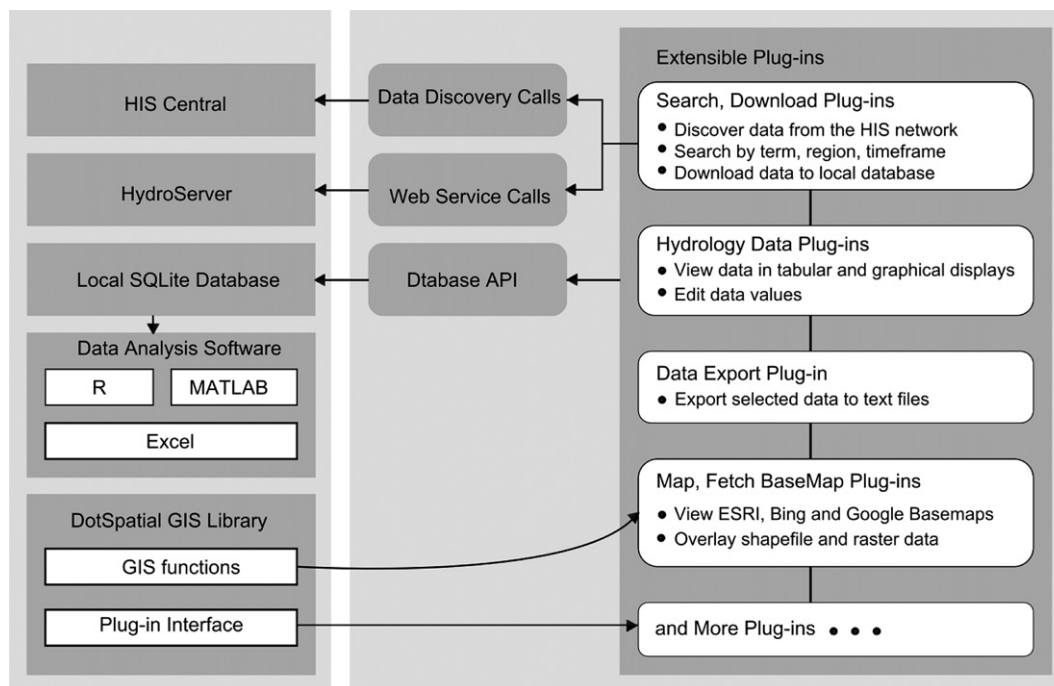 HIS Central
HydroServer
Local SQLite Database
Data Analysis Software
R
MATLAB
Excel
DotSpatial GIS Library
GIS functions
Plug-in Interface
Data Discovery Calls
Web Service Calls
Dtabase API
Extensible Plug-ins
Search, Download Plug-ins
• Discover data from the HIS network
• Search by term, region, timeframe
• Download data to local database
Hydrology Data Plug-ins
• View data in tabular and graphical displays
• Edit data values
Data Export Plug-in
• Export selected data to text files
Map, Fetch BaseMap Plug-ins
• View ESRI, Bing and Google Basemaps
• Overlay shapefile and raster data
and More Plug-ins • • •